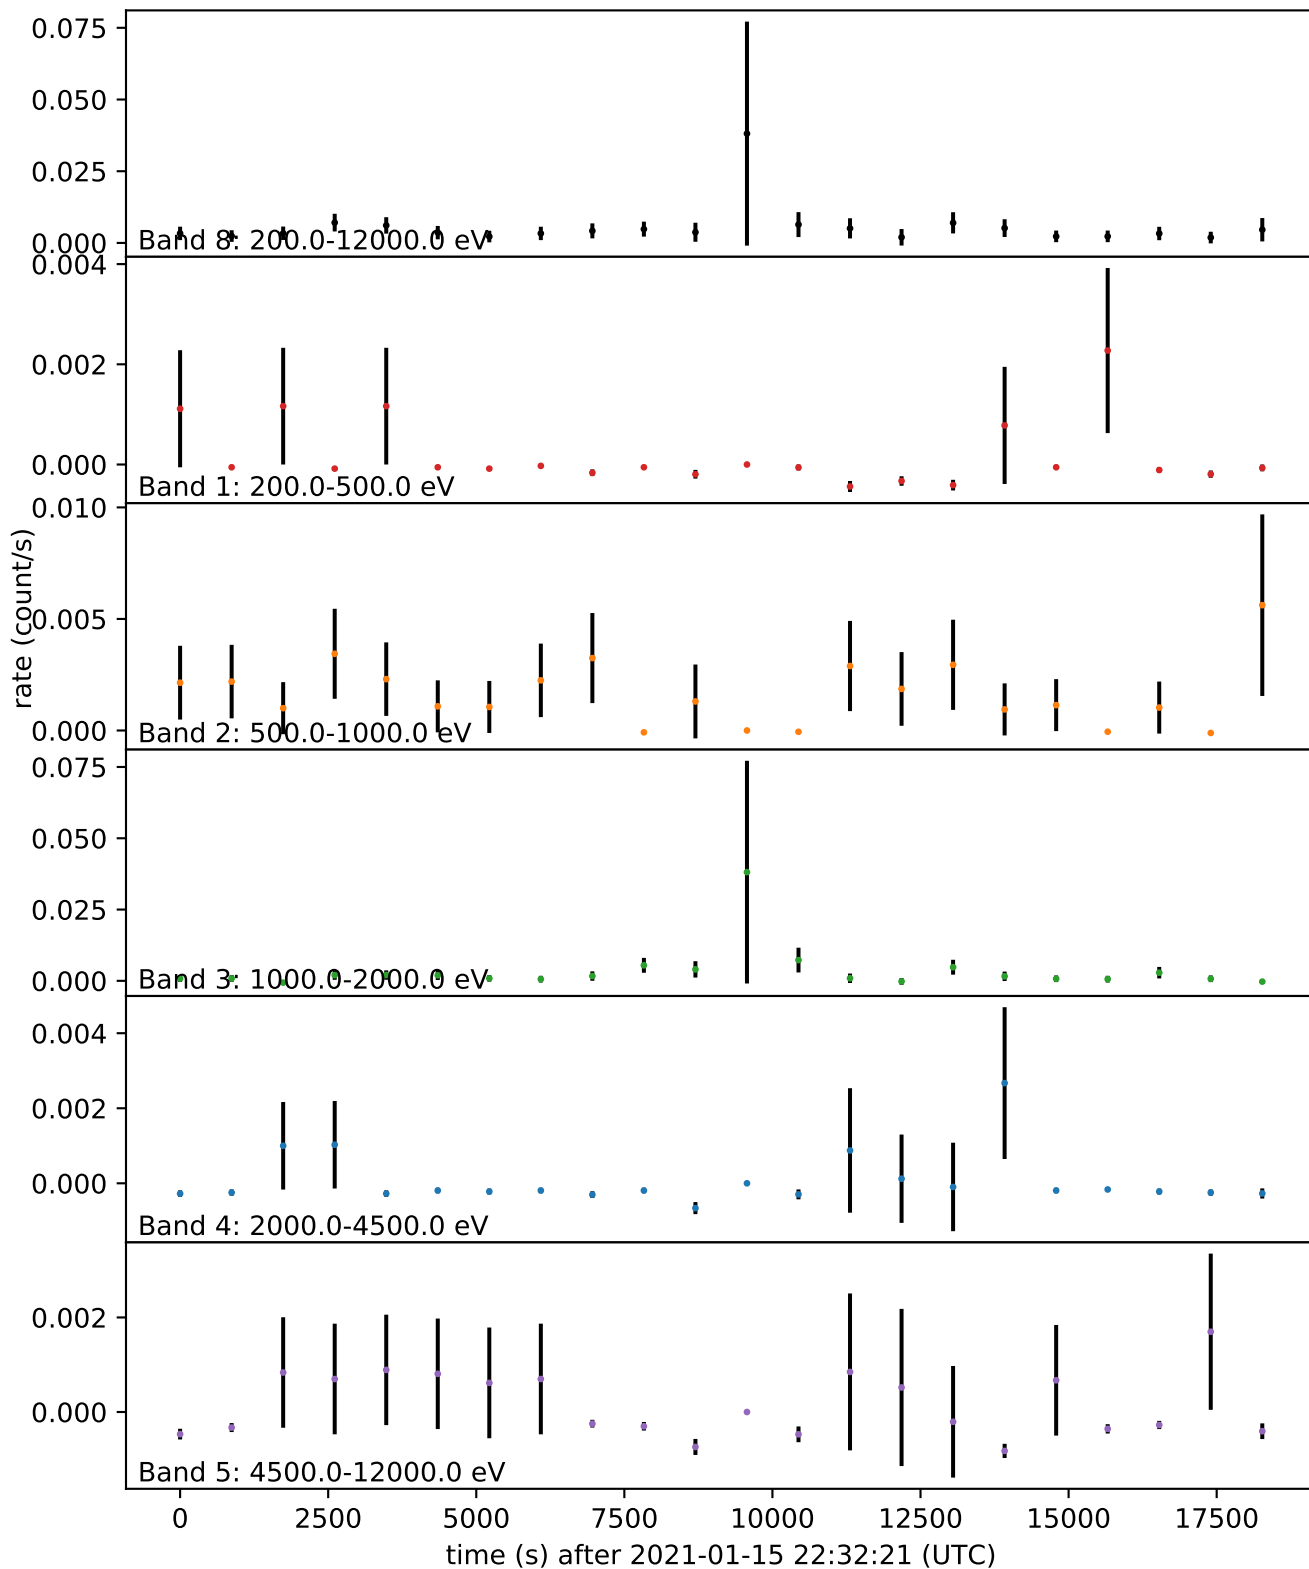 0.075
0.050
0.025
0.000
Band 8: 200.0-12000.0 eV
0.004
0.002
0.000
Band 1: 200.0-500.0 eV
rate (count/s)
0.010
0.005
0.000
Band 2: 500.0-1000.0 eV
0.075
0.050
0.025
0.000
Band 3: 1000.0-2000.0 eV
0.004
0.002
0.000
Band 4: 2000.0-4500.0 eV
0.002
0.000
Band 5: 4500.0-12000.0 eV
0 2500 5000 7500 10000 12500 15000 17500
time (s) after 2021-01-15 22:32:21 (UTC)